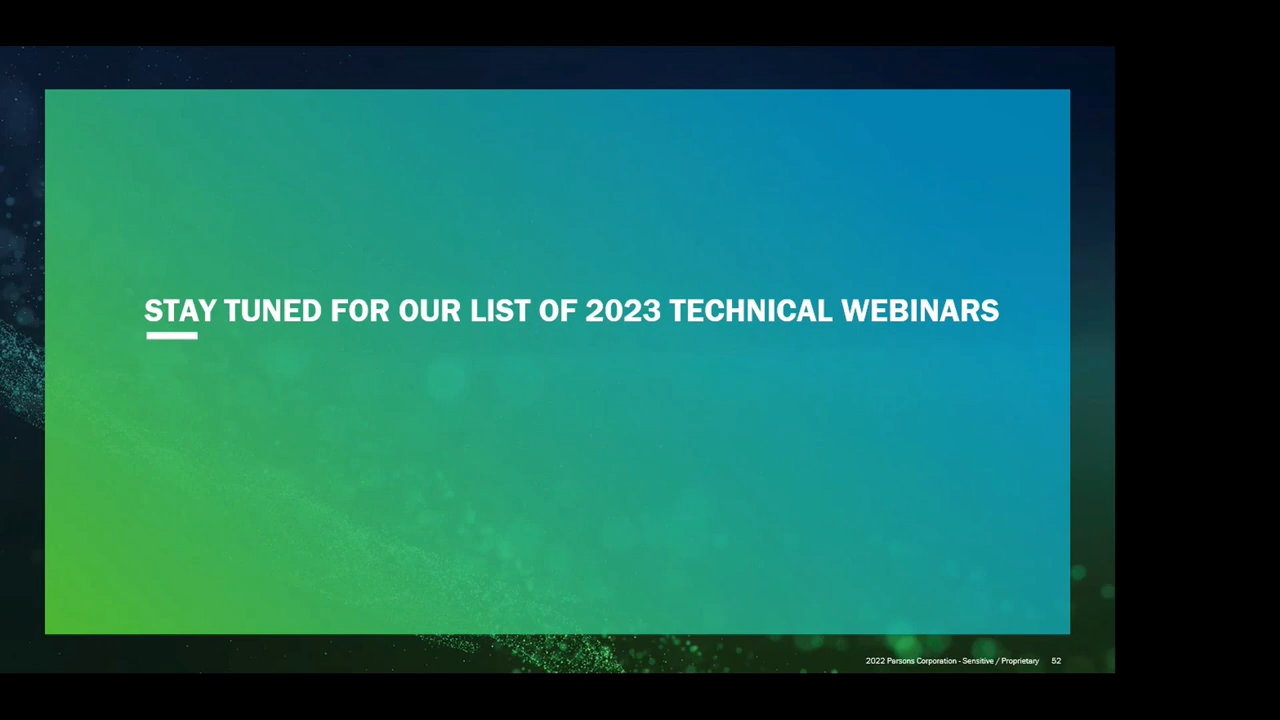 STAY TUNED FOR OUR LIST OF 2023 TECHNICAL WEBINARS
2022 Parsons Corporation - Sensitive / Proprietary 52